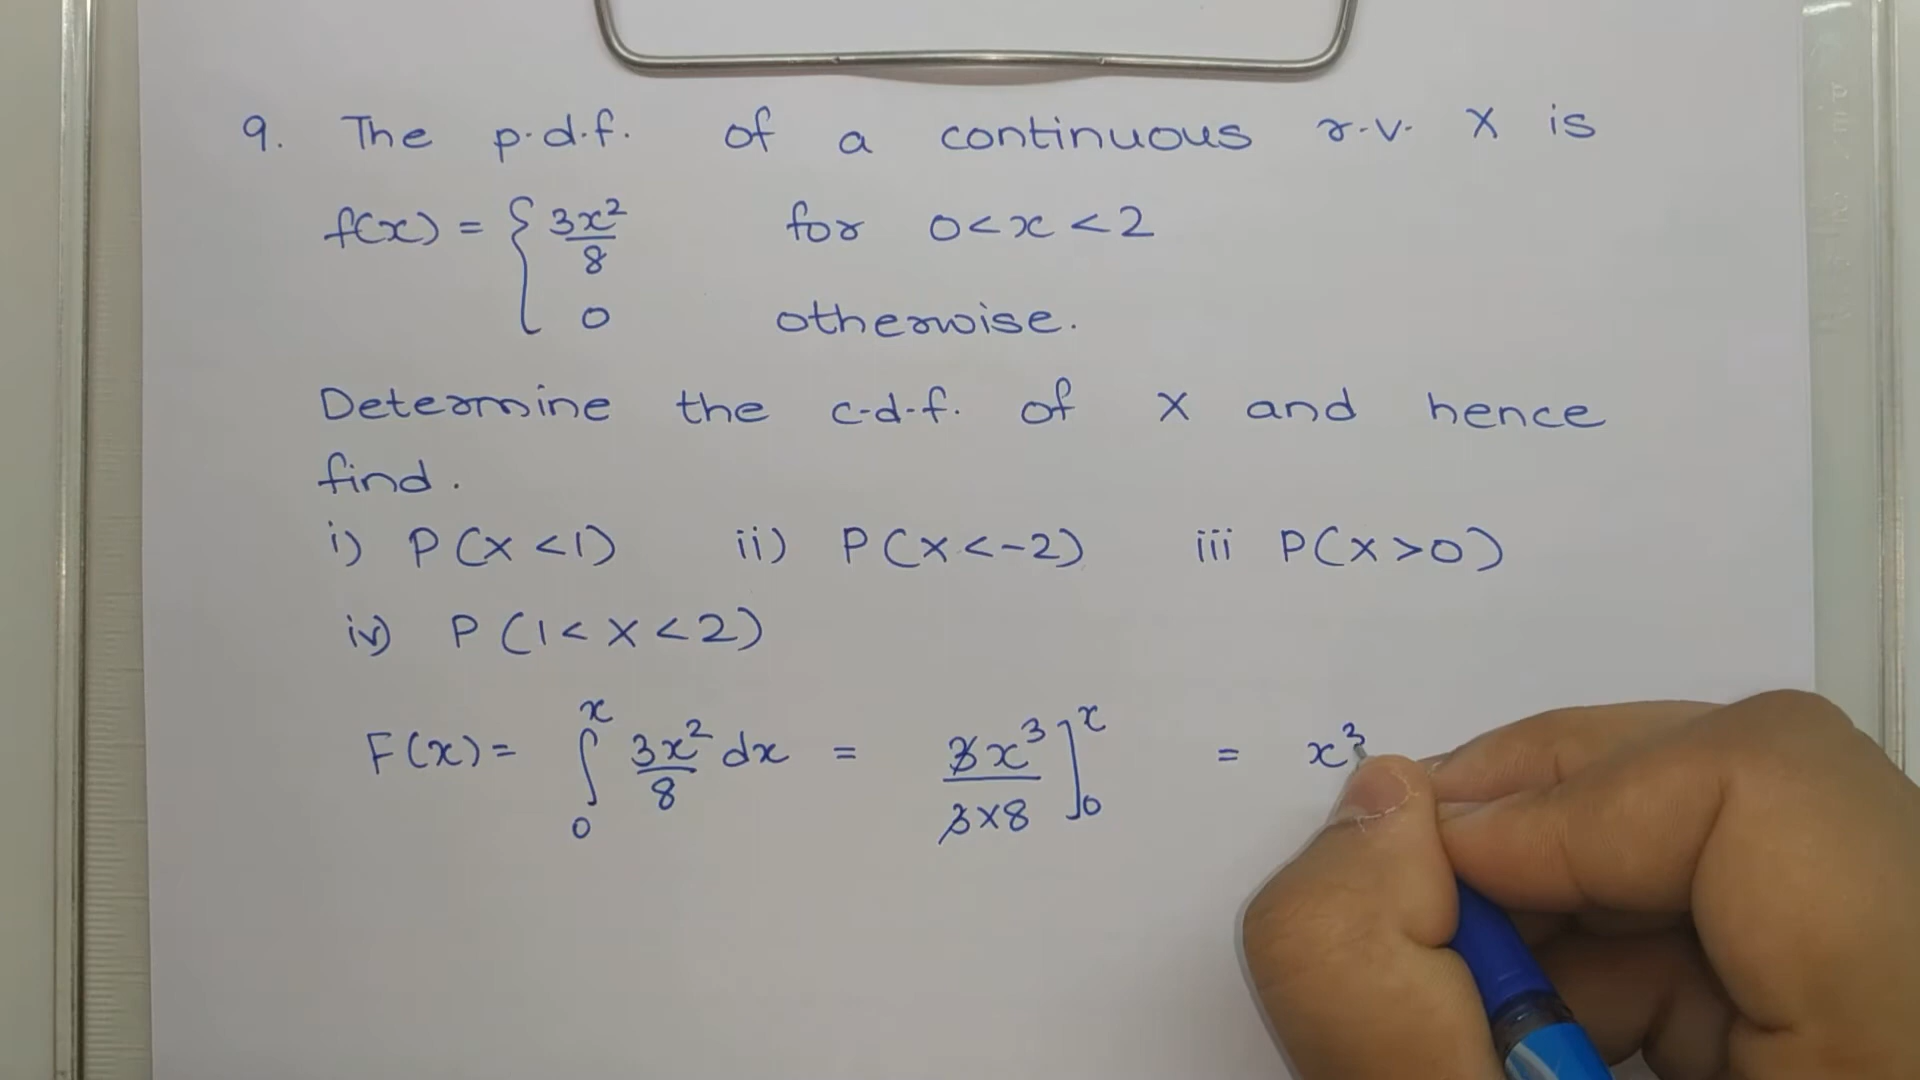 9. The p.d.f. of a continuous r.v. X is
f(x) = { 3x²/8 for 0<x<2
0 otherwise.
Determine the c.d.f. of X and hence
find.
i) P(X<1) ii) P(X<-2) iii P(X>0)
iv) P(1<X<2)
F(x) = ∫₀ˣ 3x²/8 dx = 3x³/3×8 ]₀ˣ = x³